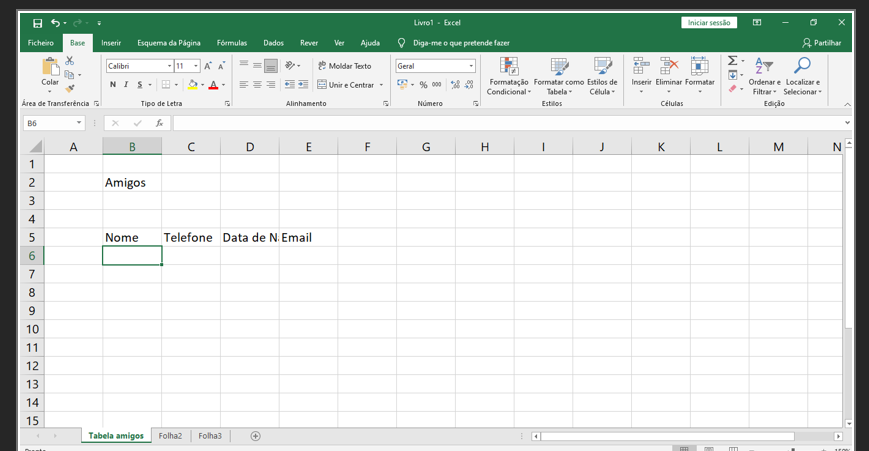 Livro1 - Excel
Iniciar sessão
Ficheiro Base Inserir Esquema da Página Fórmulas Dados Rever Ver Ajuda Diga-me o que pretende fazer Partilhar
Colar
Calibri 11
N I S
A
Moldar Texto
Unir e Centrar
Geral
% 000
Formatação Condicional
Formatar como Tabela
Estilos de Célula
Inserir Eliminar Formatar
Ordenar e Filtrar
Localizar e Selecionar
Área de Transferência Tipo de Letra Alinhamento Número Estilos Células Edição
B6 fx
A B C D E F G H I J K L M N
1
2 Amigos
3
4
5 Nome Telefone Data de N Email
6
7
8
9
10
11
12
13
14
15
Tabela amigos Folha2 Folha3